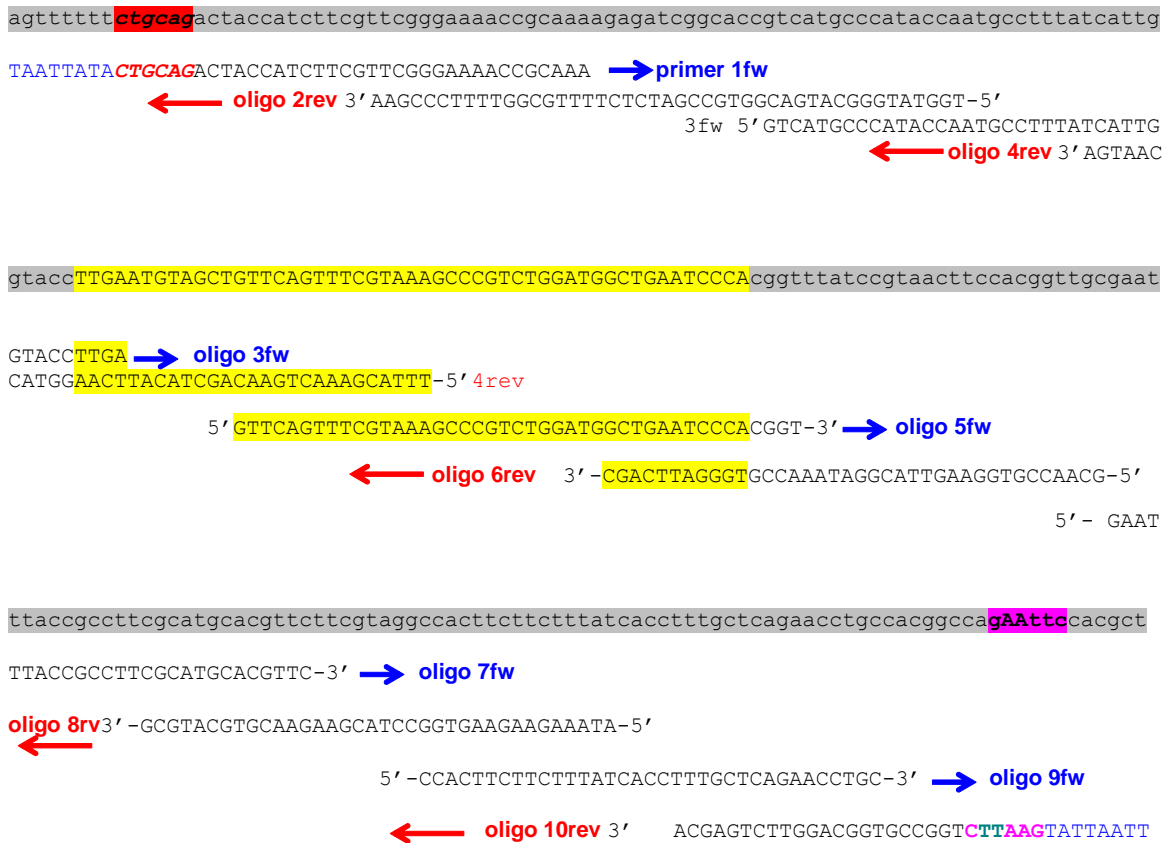 agttttttctgcagactaccatcttcgttcgggaaaaccgcaaaagagatcggcaccgtcatgcccataccaatgcctttatcattg
TAATTATACTGCAGACTACCATCTTCGTTCGGGAAAACCGCAAA primer 1fw
oligo 2rev 3’AAGCCCTTTTGGCGTTTTCTCTAGCCGTGGCAGTACGGGTATGGT-5’
3fw 5’GTCATGCCCATACCAATGCCTTTATCATTG
oligo 4rev 3’AGTAAC
gtaccTTGAATGTAGCTGTTCAGTTTCGTAAAGCCCGTCTGGATGGCTGAATCCCAcggtttatccgtaacttccacggttgcgaat
GTACCTTGA oligo 3fw
CATGGAACTTACATCGACAAGTCAAAGCATTT-5’4rev
5’GTTCAGTTTCGTAAAGCCCGTCTGGATGGCTGAATCCCACGGT-3’ oligo 5fw
oligo 6rev 3’-CGACTTAGGGTGCCAAATAGGCATTGAAGGTGCCAACG-5’
5’- GAAT
ttaccgccttcgcatgcacgttcttcgtaggccacttcttctttatcacctttgctcagaacctgccacggccagAAttccacgct
TTACCGCCTTCGCATGCACGTTC-3’ oligo 7fw
oligo 8rv3’-GCGTACGTGCAAGAAGCATCCGGTGAAGAAGAAATA-5’
5’-CCACTTCTTCTTTATCACCTTTGCTCAGAACCTGC-3’ oligo 9fw
oligo 10rev 3’ ACGAGTCTTGGACGGTGCCGGTCTTAAGTATTAATT